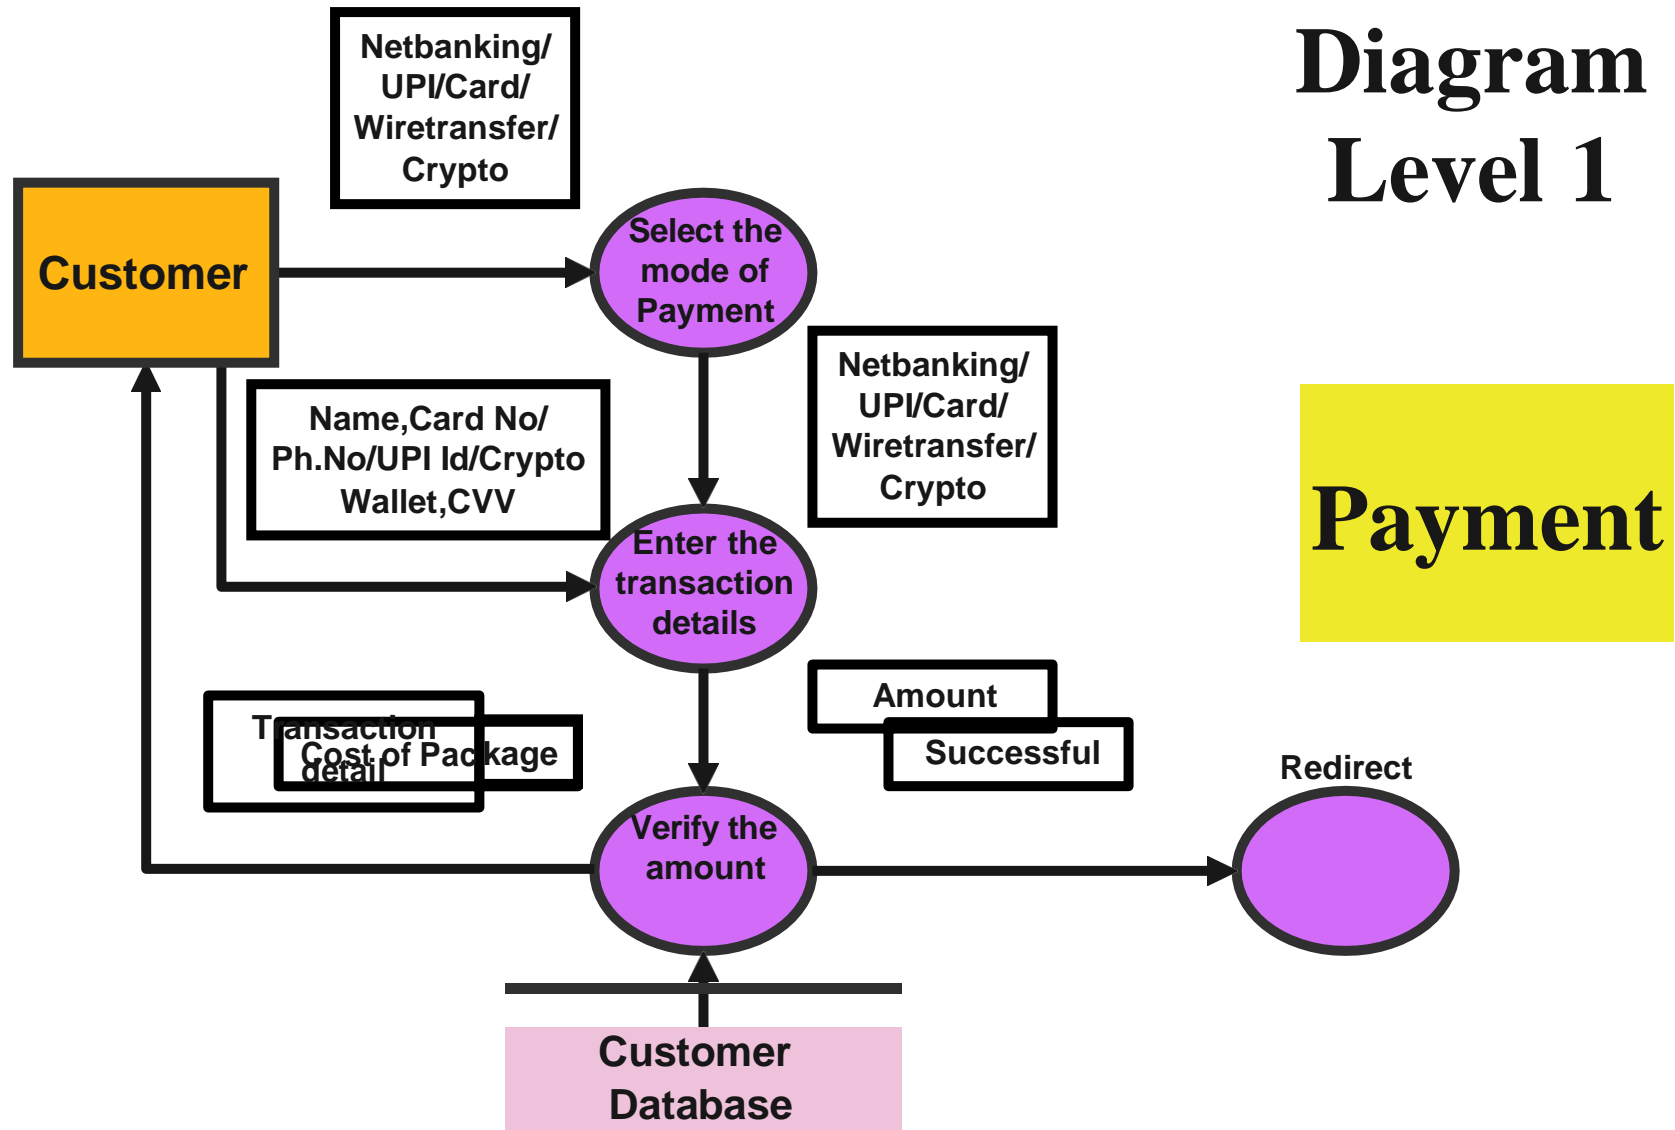 Diagram
Level 1
Netbanking/
UPI/Card/
Wiretransfer/
Crypto
Customer
Select the
mode of
Payment
Netbanking/
UPI/Card/
Wiretransfer/
Crypto
Name,Card No/
Ph.No/UPI Id/Crypto
Wallet,CVV
Payment
Enter the
transaction
details
Amount
Transaction
detail
Cost of Package
Successful
Redirect
Verify the
amount
Customer
Database